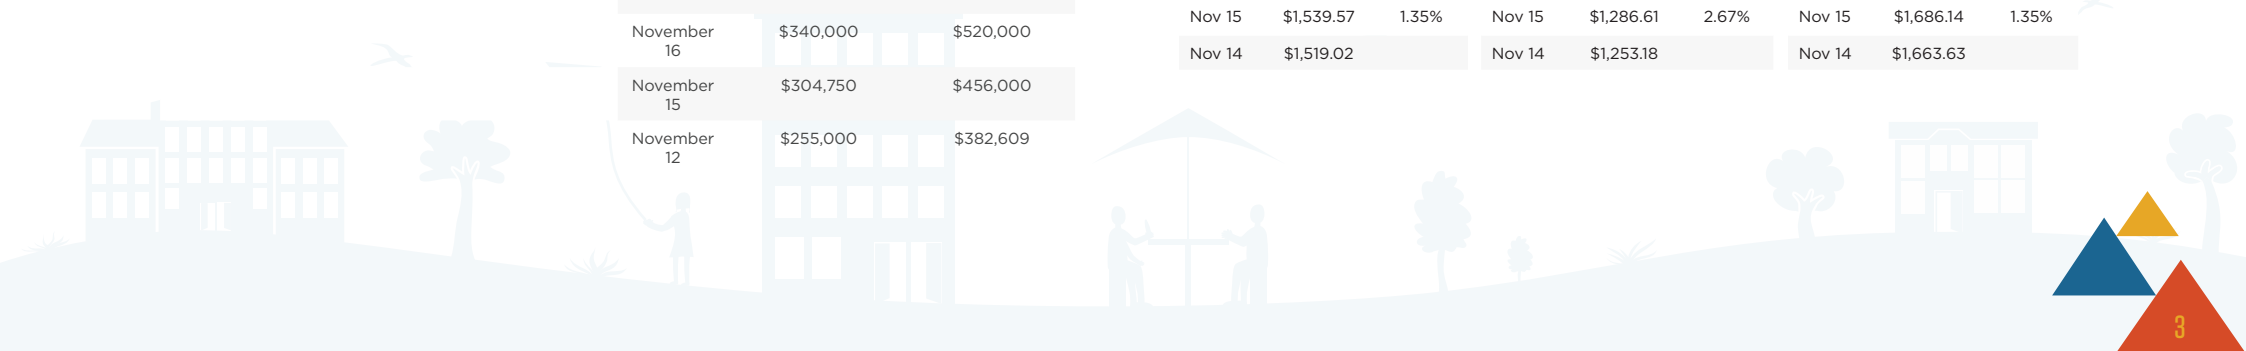 November $340,000 $520,000
16
November $304,750 $456,000
15
November $255,000 $382,609
12
Nov 15 $1,539.57 1.35% Nov 15 $1,286.61 2.67% Nov 15 $1,686.14 1.35%
Nov 14 $1,519.02 Nov 14 $1,253.18 Nov 14 $1,663.63
3